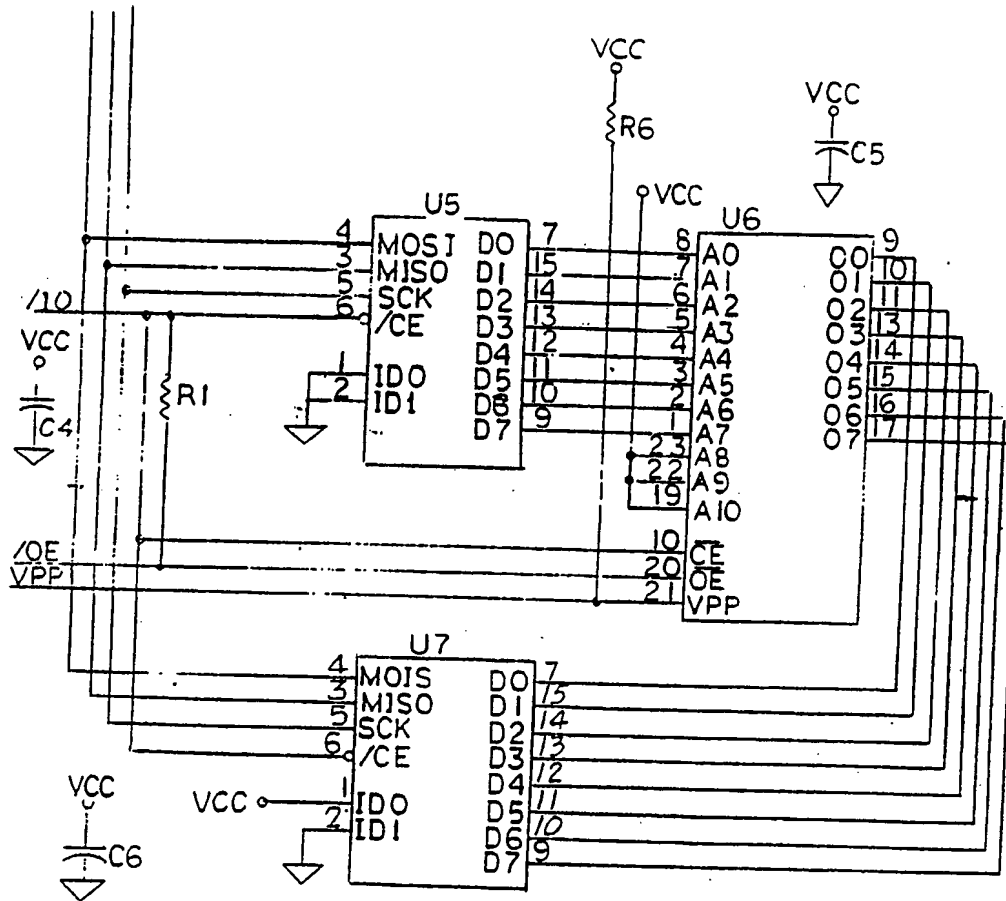 VCC
R6
VCC
C5
VCC
U5
U6
4 MOSI D0 7
3 MISO D1 15
5 SCK D2 14
6 /CE D3 13
D4 12
1 ID0 D5 11
2 ID1 D6 10
D7 9
/IO
VCC
C4
R1
6 A0 O0 9
7 A1 O1 10
6 A2 O2 11
5 A3 O3 13
4 A4 O4 14
3 A5 O5 15
2 A6 O6 16
1 A7 O7 17
23 A8
22 A9
19 A10
10 CE
20 OE
21 VPP
/OE
VPP
U7
4 MOIS D0 7
3 MISO D1 15
5 SCK D2 14
6 /CE D3 13
D4 12
1 ID0 D5 11
2 ID1 D6 10
D7 9
VCC
VCC
C6